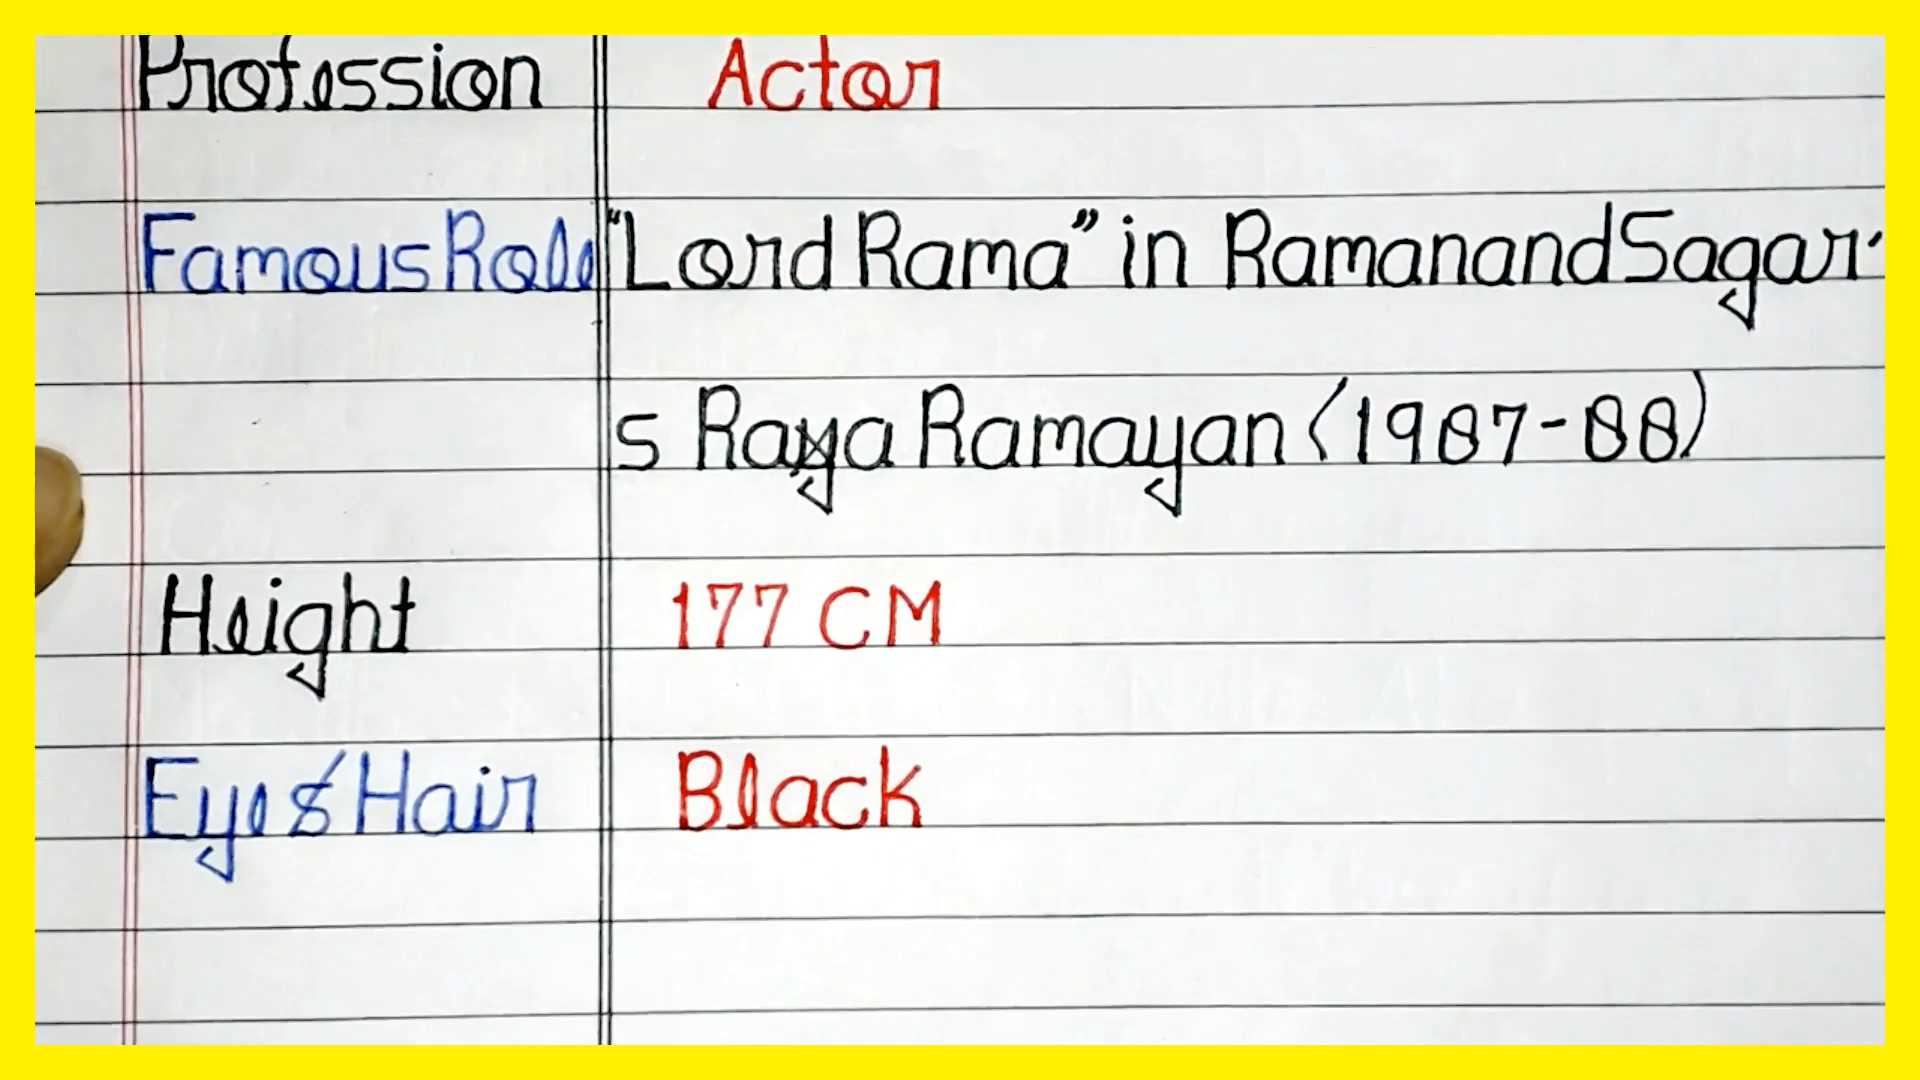 Profession Actor
Famous Role "Lord Rama" in Ramanand Sagar'
s Raya Ramayan (1987-88)
Height 177 CM
Eye & Hair Black